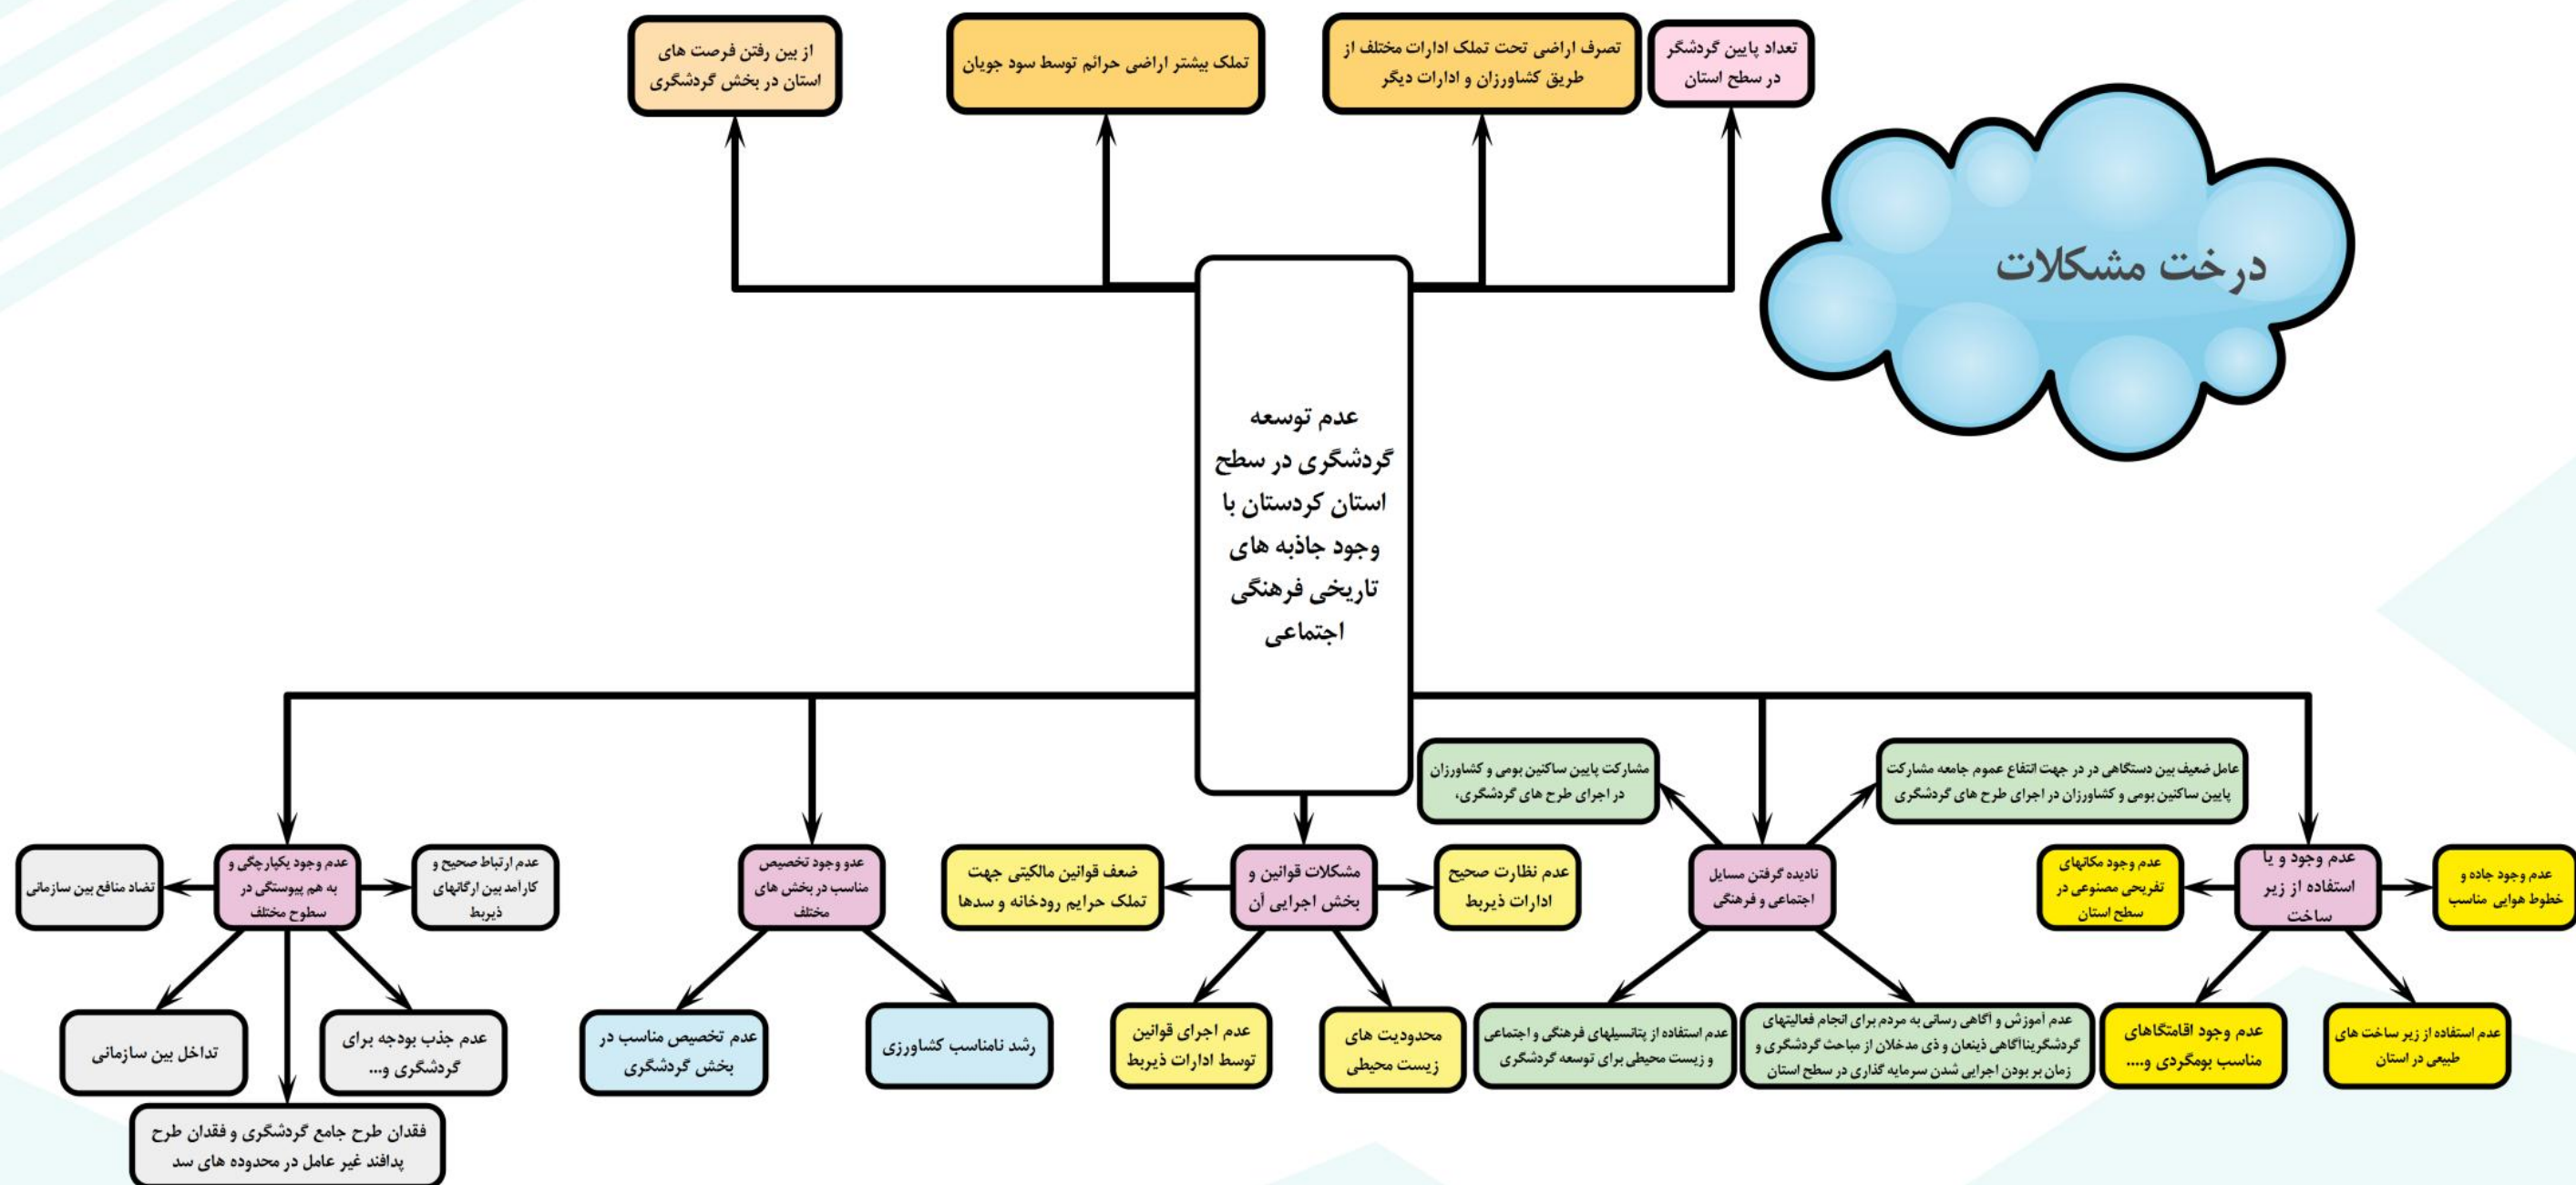 تعداد پایین گردشگر
در سطح استان
تصرف اراضی تحت تملک ادارات مختلف از
طریق کشاورزان و ادارات دیگر
تملک بیشتر اراضی حرائم توسط سود جویان
از بین رفتن فرصت های
استان در بخش گردشگری
درخت مشکلات
عدم توسعه
گردشگری در سطح
استان کردستان با
وجود جاذبه های
تاریخی فرهنگی
اجتماعی
عامل ضعیف بین دستگاهی در در جهت انتفاع عموم جامعه مشارکت
پایین ساکنین بومی و کشاورزان در اجرای طرح های گردشگری
مشارکت پایین ساکنین بومی و کشاورزان
در اجرای طرح های گردشگری،
عدم وجود جاده و
خطوط هوایی مناسب
عدم وجود و یا
استفاده از زیر
ساخت
عدم وجود مکانهای
تفریحی مصنوعی در
سطح استان
نادیده گرفتن مسایل
اجتماعی و فرهنگی
عدم نظارت صحیح
ادارات ذیربط
مشکلات قوانین و
بخش اجرایی آن
ضعف قوانین مالکیتی جهت
تملک حرایم رودخانه و سدها
عدو وجود تخصیص
مناسب در بخش های
مختلف
عدم ارتباط صحیح و
کارآمد بین ارگانهای
ذیربط
عدم وجود یکپارچگی و
به هم پیوستگی در
سطوح مختلف
تضاد منافع بین سازمانی
عدم استفاده از زیر ساخت های
طبیعی در استان
عدم وجود اقامتگاهای
مناسب بومگردی و....
عدم آموزش و آگاهی رسانی به مردم برای انجام فعالیتهای
گردشگریناآگاهی ذینعان و ذی مدخلان از مباحث گردشگری و
زمان بر بودن اجرایی شدن سرمایه گذاری در سطح استان
عدم استفاده از پتانسیلهای فرهنگی و اجتماعی
و زیست محیطی برای توسعه گردشگری
محدودیت های
زیست محیطی
عدم اجرای قوانین
توسط ادارات ذیربط
رشد نامناسب کشاورزی
عدم تخصیص مناسب در
بخش گردشگری
عدم جذب بودجه برای
گردشگری و...
تداخل بین سازمانی
فقدان طرح جامع گردشگری و فقدان طرح
پدافند غیر عامل در محدوده های سد